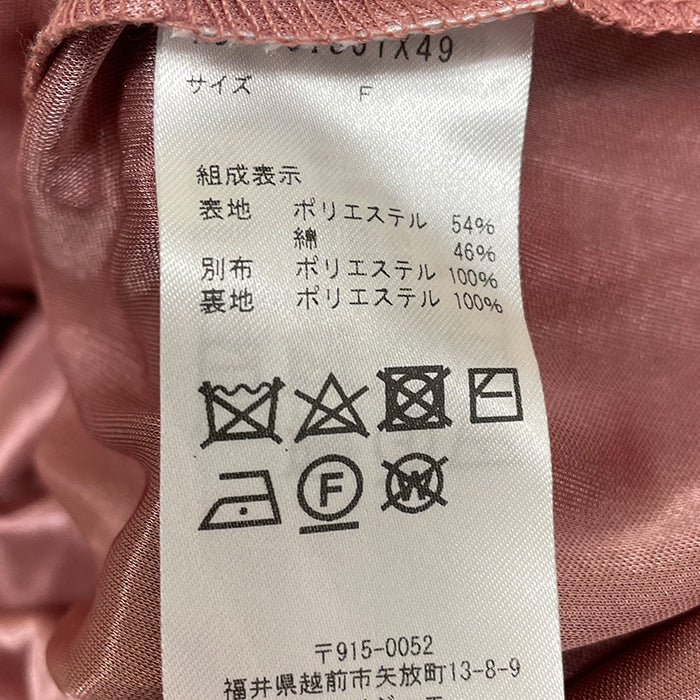 サイズ F
組成表示
表地 ポリエステル 54%
綿 46%
別布 ポリエステル 100%
裏地 ポリエステル 100%
F
W
〒915-0052
福井県越前市矢放町13-8-9